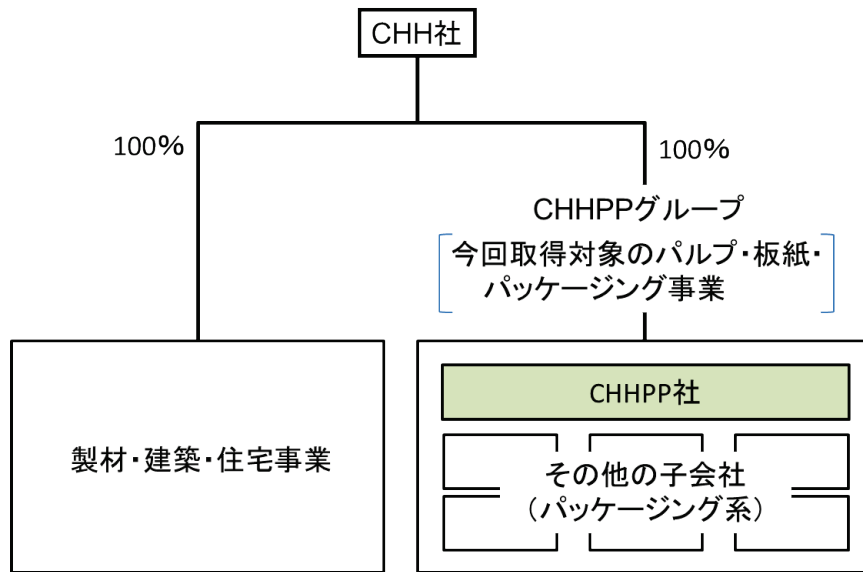 CHH社
100%
100%
CHHPPグループ
今回取得対象のパルプ・板紙・
パッケージング事業
CHHPP社
製材・建築・住宅事業
その他の子会社
（パッケージング系）